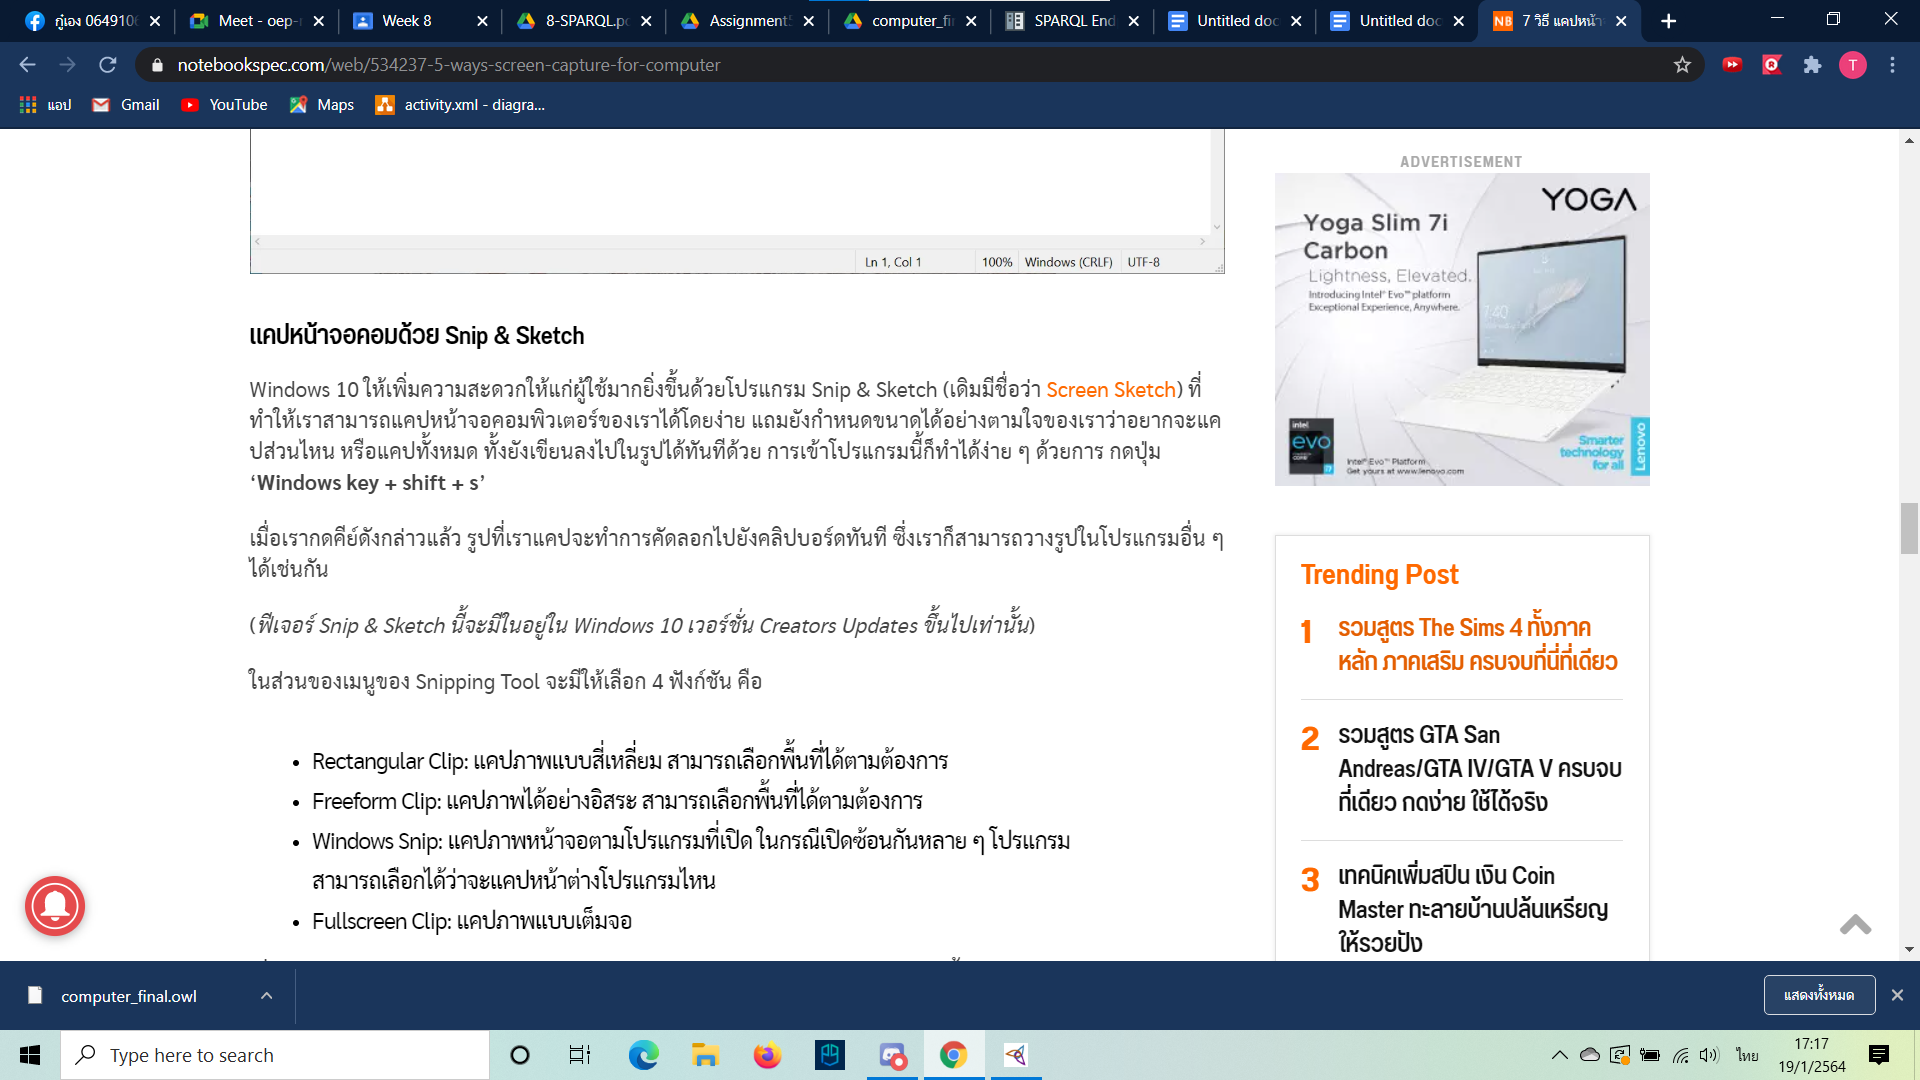 กู่เอง 064910
Meet - oep-
Week 8
8-SPARQL.p
Assignment
computer_fi
SPARQL End
Untitled doc
Untitled doc
NB
7 วิธี แคปหน้า
notebookspec.com/web/534237-5-ways-screen-capture-for-computer
T
แอป
Gmail
YouTube
Maps
activity.xml - diagra...
Ln 1, Col 1
100%
Windows (CRLF)
UTF-8
แคปหน้าจอคอมด้วย Snip & Sketch
Windows 10 ให้เพิ่มความสะดวกให้แก่ผู้ใช้มากยิ่งขึ้นด้วยโปรแกรม Snip & Sketch (เดิมมีชื่อว่า Screen Sketch) ที่
ทำให้เราสามารถแคปหน้าจอคอมพิวเตอร์ของเราได้โดยง่าย แถมยังกำหนดขนาดได้อย่างตามใจของเราว่าอยากจะแค
ปส่วนไหน หรือแคปทั้งหมด ทั้งยังเขียนลงไปในรูปได้ทันทีด้วย การเข้าโปรแกรมนี้ก็ทำได้ง่าย ๆ ด้วยการ กดปุ่ม
‘Windows key + shift + s’
เมื่อเรากดคีย์ดังกล่าวแล้ว รูปที่เราแคปจะทำการคัดลอกไปยังคลิปบอร์ดทันที ซึ่งเราก็สามารถวางรูปในโปรแกรมอื่น ๆ
ได้เช่นกัน
(ฟีเจอร์ Snip & Sketch นี้จะมีในอยู่ใน Windows 10 เวอร์ชั่น Creators Updates ขึ้นไปเท่านั้น)
ในส่วนของเมนูของ Snipping Tool จะมีให้เลือก 4 ฟังก์ชัน คือ
• Rectangular Clip: แคปภาพแบบสี่เหลี่ยม สามารถเลือกพื้นที่ได้ตามต้องการ
• Freeform Clip: แคปภาพได้อย่างอิสระ สามารถเลือกพื้นที่ได้ตามต้องการ
• Windows Snip: แคปภาพหน้าจอตามโปรแกรมที่เปิด ในกรณีเปิดซ้อนกันหลาย ๆ โปรแกรม
สามารถเลือกได้ว่าจะแคปหน้าต่างโปรแกรมไหน
• Fullscreen Clip: แคปภาพแบบเต็มจอ
ADVERTISEMENT
YOGA
Yoga Slim 7i
Carbon
Lightness, Elevated.
Introducing Intel® Evo™ platform
Exceptional Experience, Anywhere.
7:40
intel
evo
CORE
i7
Intel® Evo™ Platform
Get yours at www.lenovo.com
Smarter
technology
for all
Lenovo
Trending Post
1 รวมสูตร The Sims 4 ทั้งภาค
หลัก ภาคเสริม ครบจบที่นี่ที่เดียว
2 รวมสูตร GTA San
Andreas/GTA IV/GTA V ครบจบ
ที่เดียว กดง่าย ใช้ได้จริง
3 เทคนิคเพิ่มสปิน เงิน Coin
Master ทะลายบ้านปล้นเหรียญ
ให้รวยปัง
computer_final.owl
แสดงทั้งหมด
Type here to search
ไทย
17:17
19/1/2564